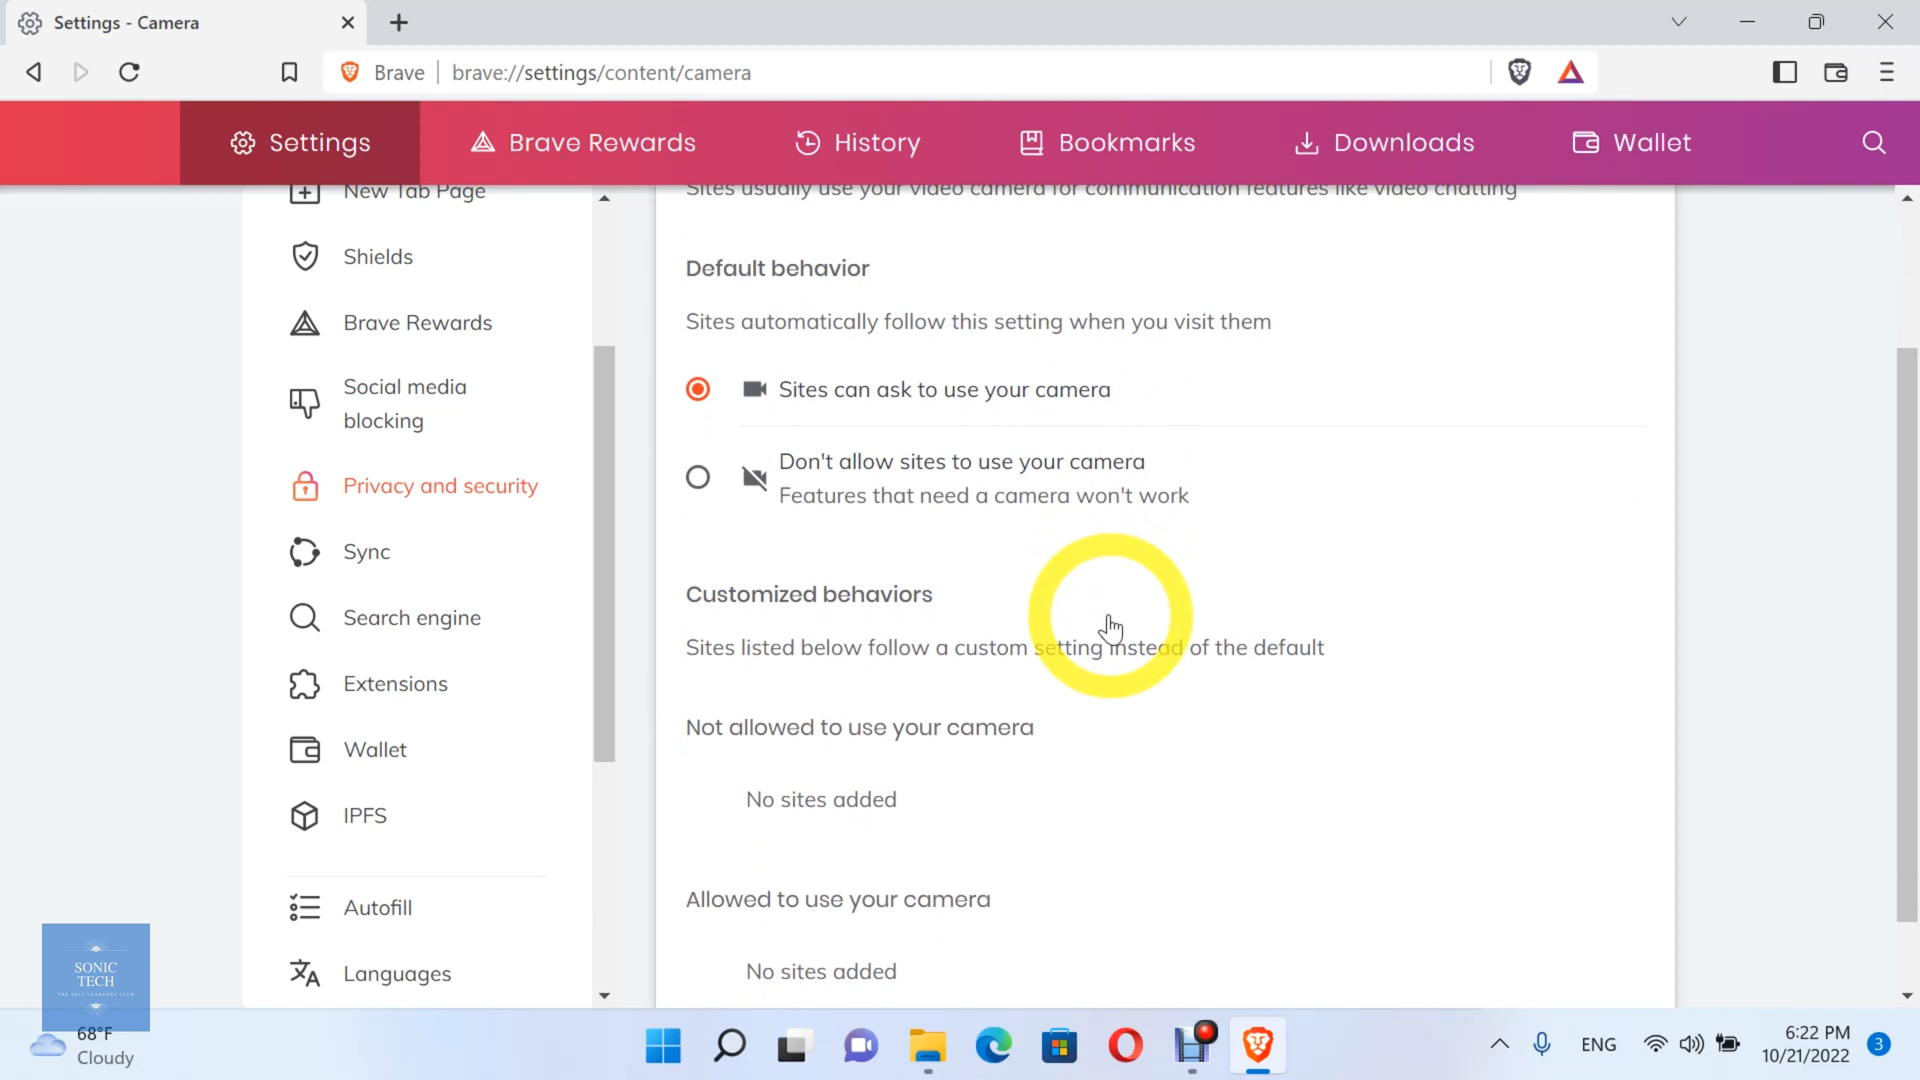 Settings - Camera
Brave brave://settings/content/camera
Settings Brave Rewards History Bookmarks Downloads Wallet
New Tab Page
Shields
Brave Rewards
Social media
blocking
Privacy and security
Sync
Search engine
Extensions
Wallet
IPFS
Autofill
Languages
Sites usually use your video camera for communication features like video chatting
Default behavior
Sites automatically follow this setting when you visit them
Sites can ask to use your camera
Don't allow sites to use your camera
Features that need a camera won't work
Customized behaviors
Sites listed below follow a custom setting instead of the default
Not allowed to use your camera
No sites added
Allowed to use your camera
No sites added
SONIC
TECH
68°F
Cloudy
ENG
6:22 PM
10/21/2022
3